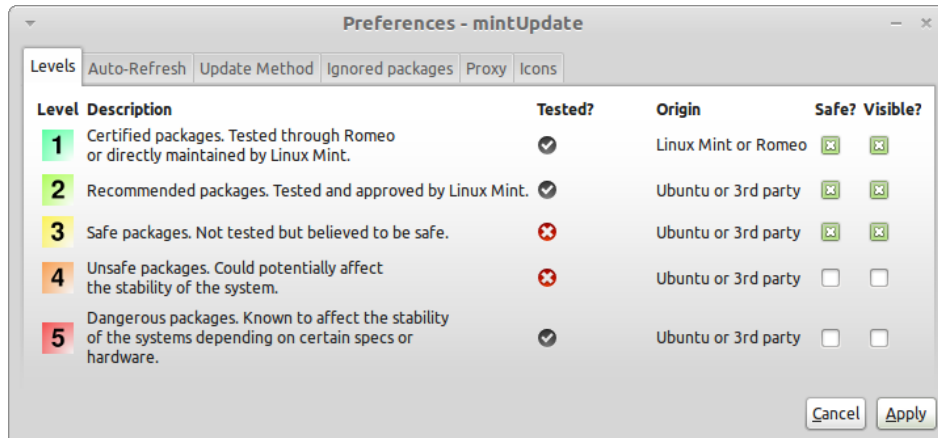 Preferences - mintUpdate
Levels Auto-Refresh Update Method Ignored packages Proxy Icons
Level Description Tested? Origin Safe? Visible?
1 Certified packages. Tested through Romeo
or directly maintained by Linux Mint. Linux Mint or Romeo
2 Recommended packages. Tested and approved by Linux Mint. Ubuntu or 3rd party
3 Safe packages. Not tested but believed to be safe. Ubuntu or 3rd party
4 Unsafe packages. Could potentially affect
the stability of the system. Ubuntu or 3rd party
5 Dangerous packages. Known to affect the stability
of the systems depending on certain specs or Ubuntu or 3rd party
hardware.
Cancel Apply